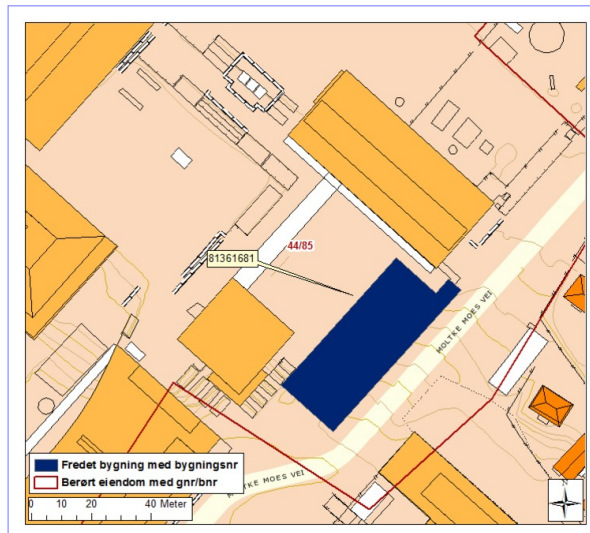 44/85
81361681
MOLTKE MOES VEI
MOLTKE MOES VEI
Fredet bygning med bygningsnr
Berørt eiendom med gnr/bnr
0 10 20 40 Meter
N